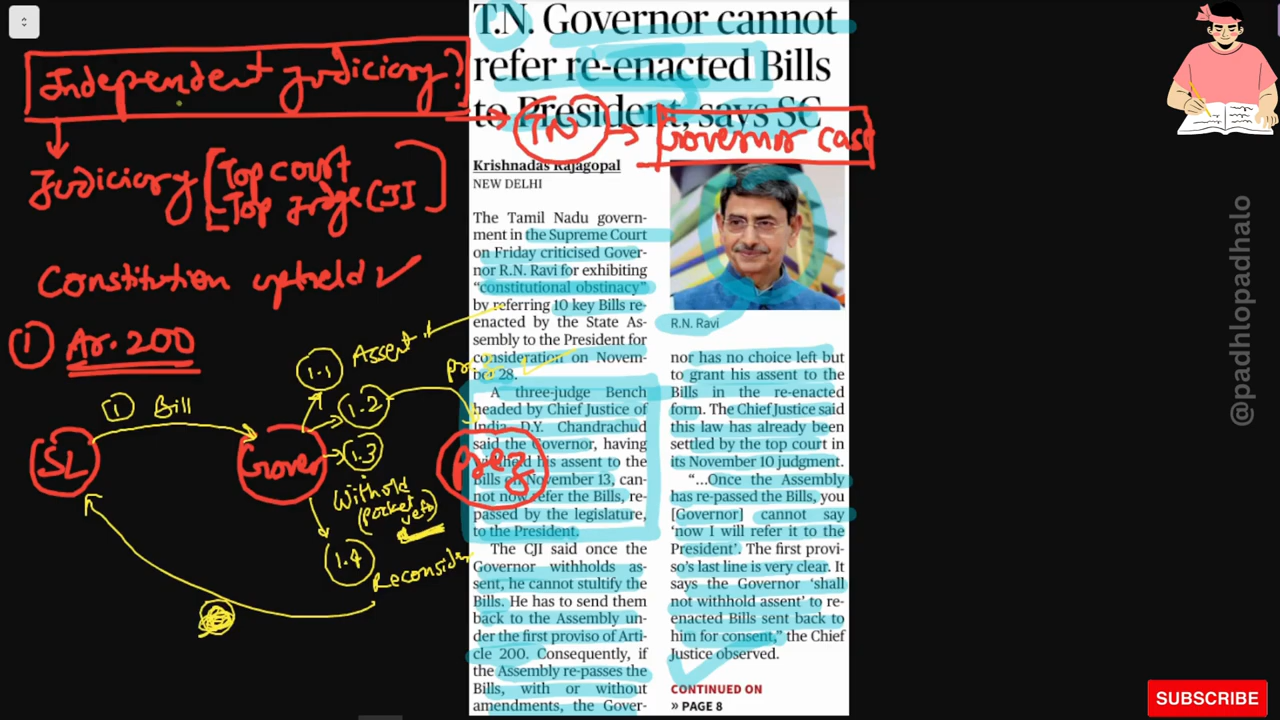 T.N. Governor cannot
refer re-enacted Bills
to President, says SC
Independent Judiciary?
TN
Governor case
Judiciary
Top court
Top Judge CJI
Constitution upheld ✓
① Ar. 200
① Bill
SL
Gover
1.1
Assent
1.2
Prez
1.3
Withold
(pocket
veto)
1.4
Reconsider
Prez
Krishnadas Rajagopal
NEW DELHI
The Tamil Nadu govern-
ment in the Supreme Court
on Friday criticised Gover-
nor R.N. Ravi for exhibiting
“constitutional obstinacy”
by referring 10 key Bills re-
enacted by the State As-
sembly to the President for
consideration on Novem-
ber 28.
A three-judge Bench
headed by Chief Justice of
India D.Y. Chandrachud
said the Governor, having
withheld his assent to the
Bills on November 13, can-
not now refer the Bills, re-
passed by the legislature,
to the President.
The CJI said once the
Governor withholds as-
sent, he cannot stultify the
Bills. He has to send them
back to the Assembly un-
der the first proviso of Arti-
cle 200. Consequently, if
the Assembly re-passes the
Bills, with or without
amendments, the Gover-
R.N. Ravi
nor has no choice left but
to grant his assent to the
Bills in the re-enacted
form. The Chief Justice said
this law has already been
settled by the top court in
its November 10 judgment.
“...Once the Assembly
has re-passed the Bills, you
[Governor] cannot say
‘now I will refer it to the
President’. The first provi-
so’s last line is very clear. It
says the Governor ‘shall
not withhold assent’ to re-
enacted Bills sent back to
him for consent,” the Chief
Justice observed.
CONTINUED ON
» PAGE 8
@padhlopadhalo
SUBSCRIBE